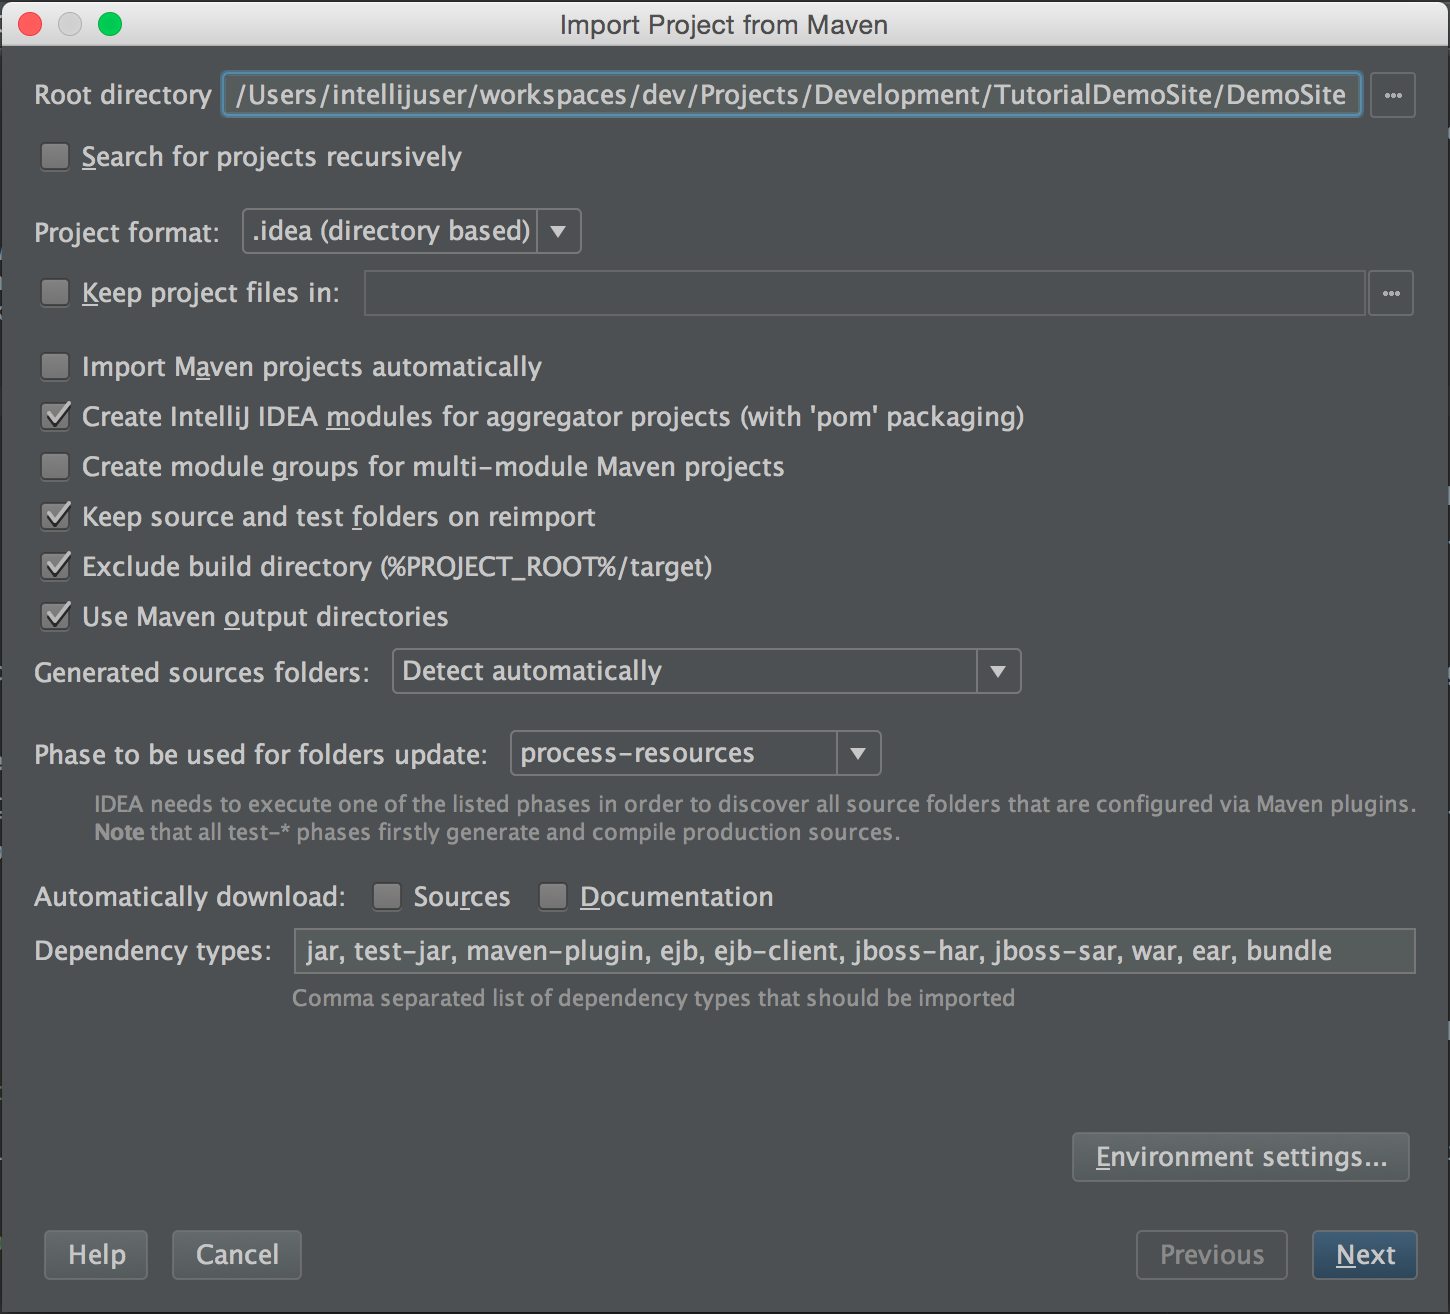 Import Project from Maven
Root directory /Users/intellijuser/workspaces/dev/Projects/Development/TutorialDemoSite/DemoSite ...
Search for projects recursively
Project format: .idea (directory based)
Keep project files in: ...
Import Maven projects automatically
Create IntelliJ IDEA modules for aggregator projects (with 'pom' packaging)
Create module groups for multi-module Maven projects
Keep source and test folders on reimport
Exclude build directory (%PROJECT_ROOT%/target)
Use Maven output directories
Generated sources folders: Detect automatically
Phase to be used for folders update: process-resources
IDEA needs to execute one of the listed phases in order to discover all source folders that are configured via Maven plugins.
Note that all test-* phases firstly generate and compile production sources.
Automatically download: Sources Documentation
Dependency types: jar, test-jar, maven-plugin, ejb, ejb-client, jboss-har, jboss-sar, war, ear, bundle
Comma separated list of dependency types that should be imported
Environment settings...
Help Cancel Previous Next